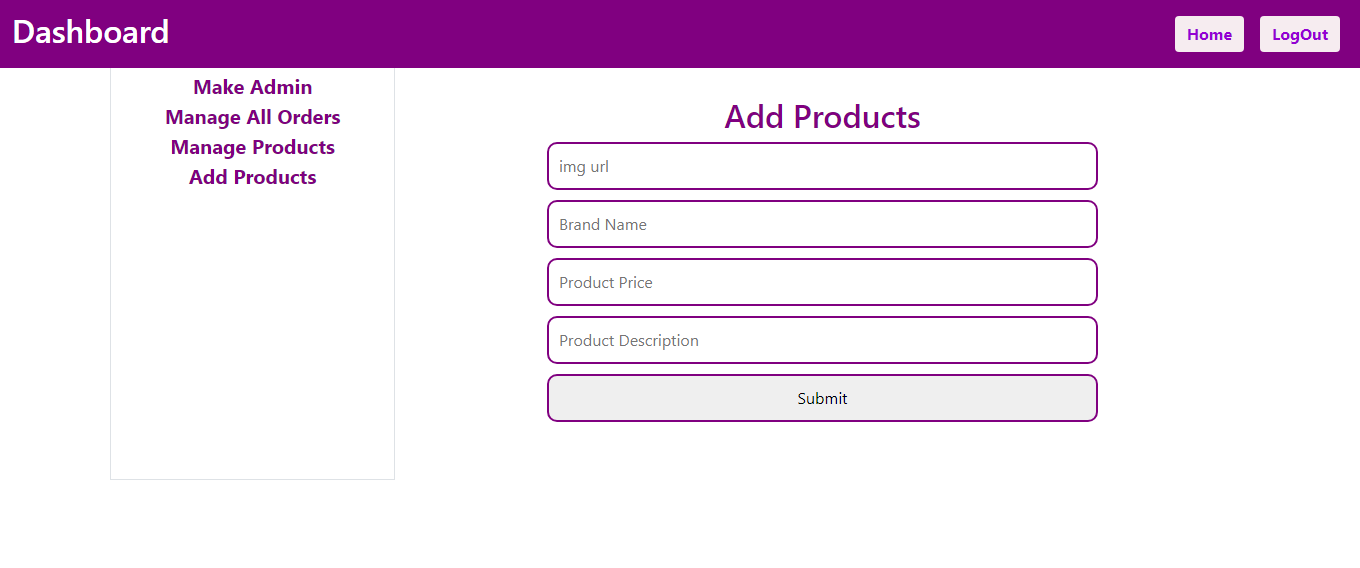 Dashboard
Home
LogOut
Make Admin
Manage All Orders
Manage Products
Add Products
Add Products
img url
Brand Name
Product Price
Product Description
Submit